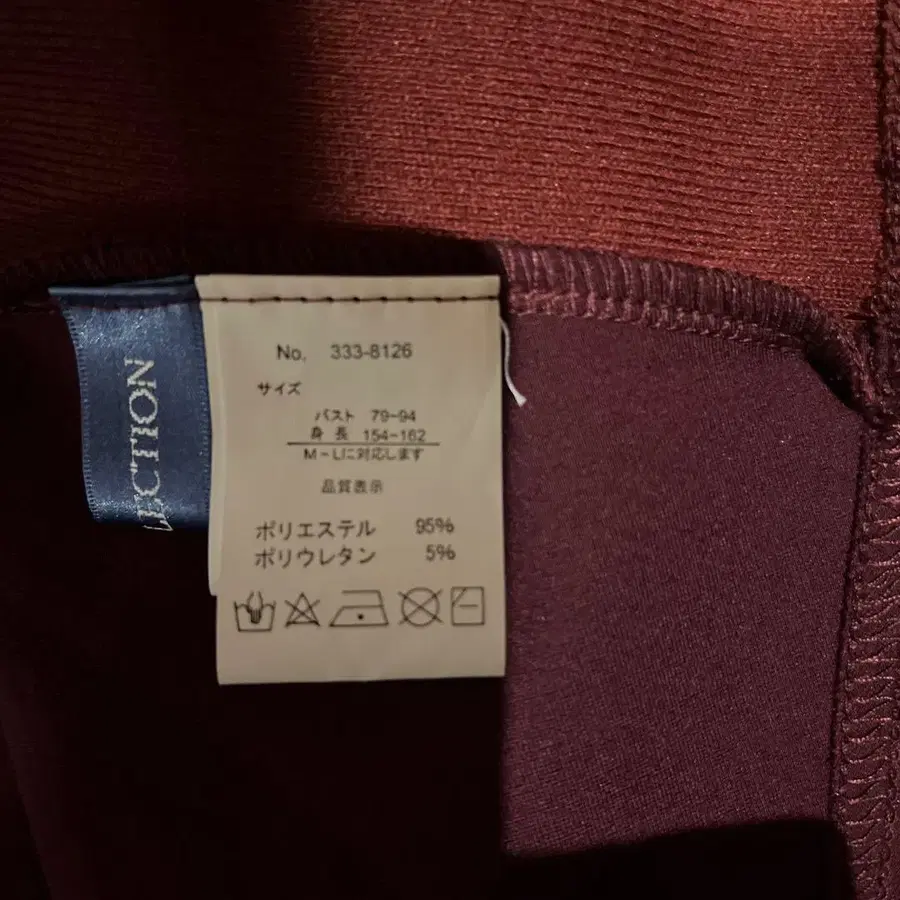 No. 333-8126
サイズ
バスト 79-94
身長 154-162
M-Lに対応します
品質表示
ポリエステル 95%
ポリウレタン 5%
LECTION